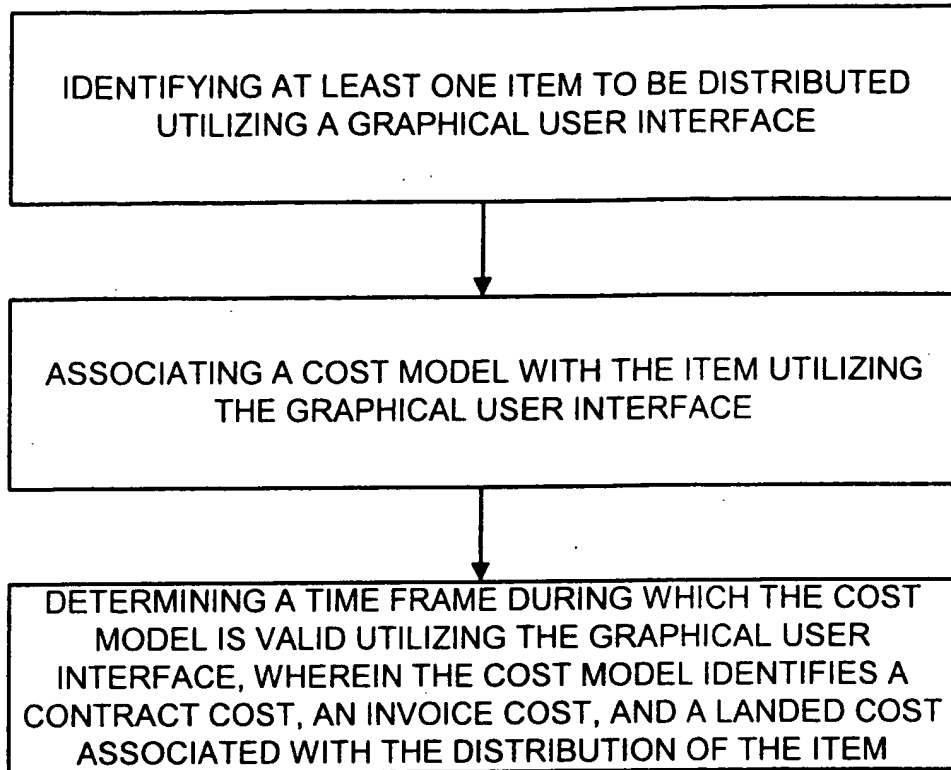 IDENTIFYING AT LEAST ONE ITEM TO BE DISTRIBUTED
UTILIZING A GRAPHICAL USER INTERFACE
ASSOCIATING A COST MODEL WITH THE ITEM UTILIZING
THE GRAPHICAL USER INTERFACE
DETERMINING A TIME FRAME DURING WHICH THE COST
MODEL IS VALID UTILIZING THE GRAPHICAL USER
INTERFACE, WHEREIN THE COST MODEL IDENTIFIES A
CONTRACT COST, AN INVOICE COST, AND A LANDED COST
ASSOCIATED WITH THE DISTRIBUTION OF THE ITEM